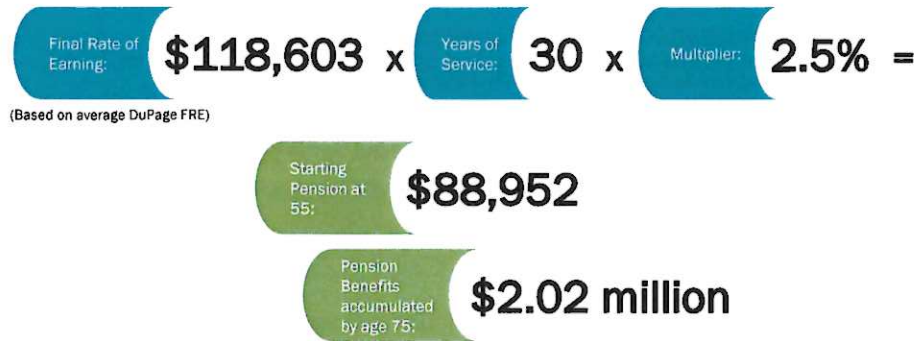 Final Rate of
Earning:
$118,603 x
Years of
Service:
30 x
Multiplier:
2.5% =
(Based on average DuPage FRE)
Starting
Pension at
55:
$88,952
Pension
Benefits
accumulated
by age 75:
$2.02 million